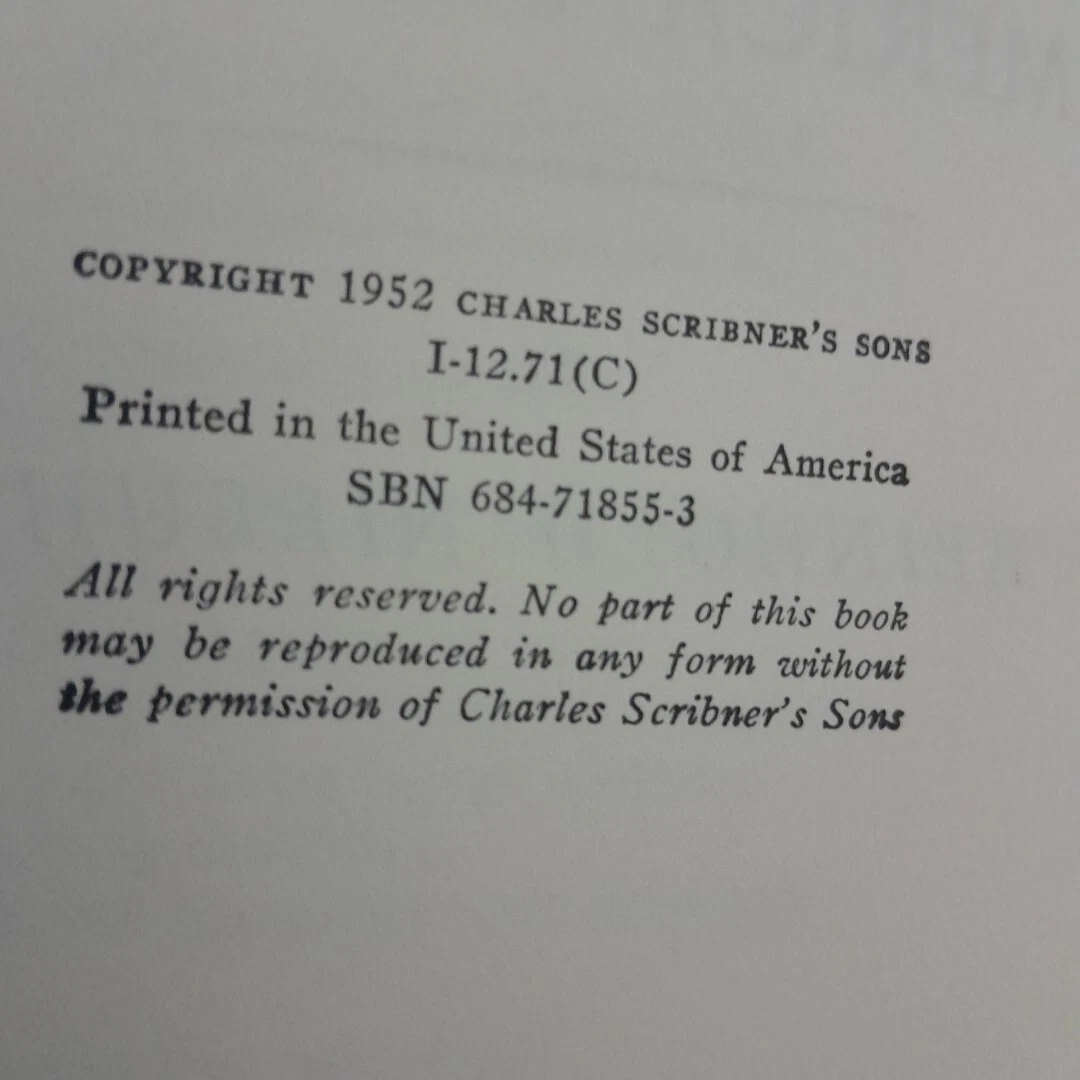 COPYRIGHT 1952 CHARLES SCRIBNER'S SONS
I-12.71(C)
Printed in the United States of America
SBN 684-71855-3
All rights reserved. No part of this book
may be reproduced in any form without
the permission of Charles Scribner's Sons